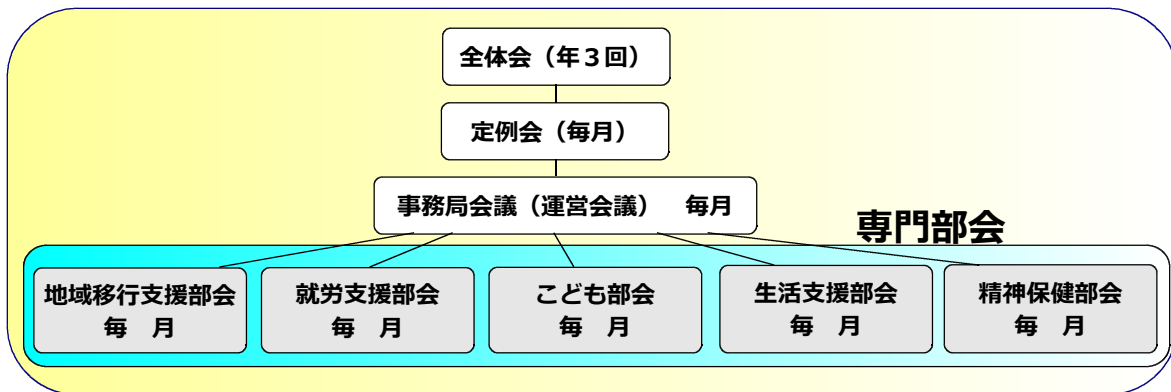 全体会（年３回）
定例会（毎月）
事務局会議（運営会議）　毎月
専門部会
地域移行支援部会
毎　月
就労支援部会
毎　月
こども部会
毎　月
生活支援部会
毎　月
精神保健部会
毎　月